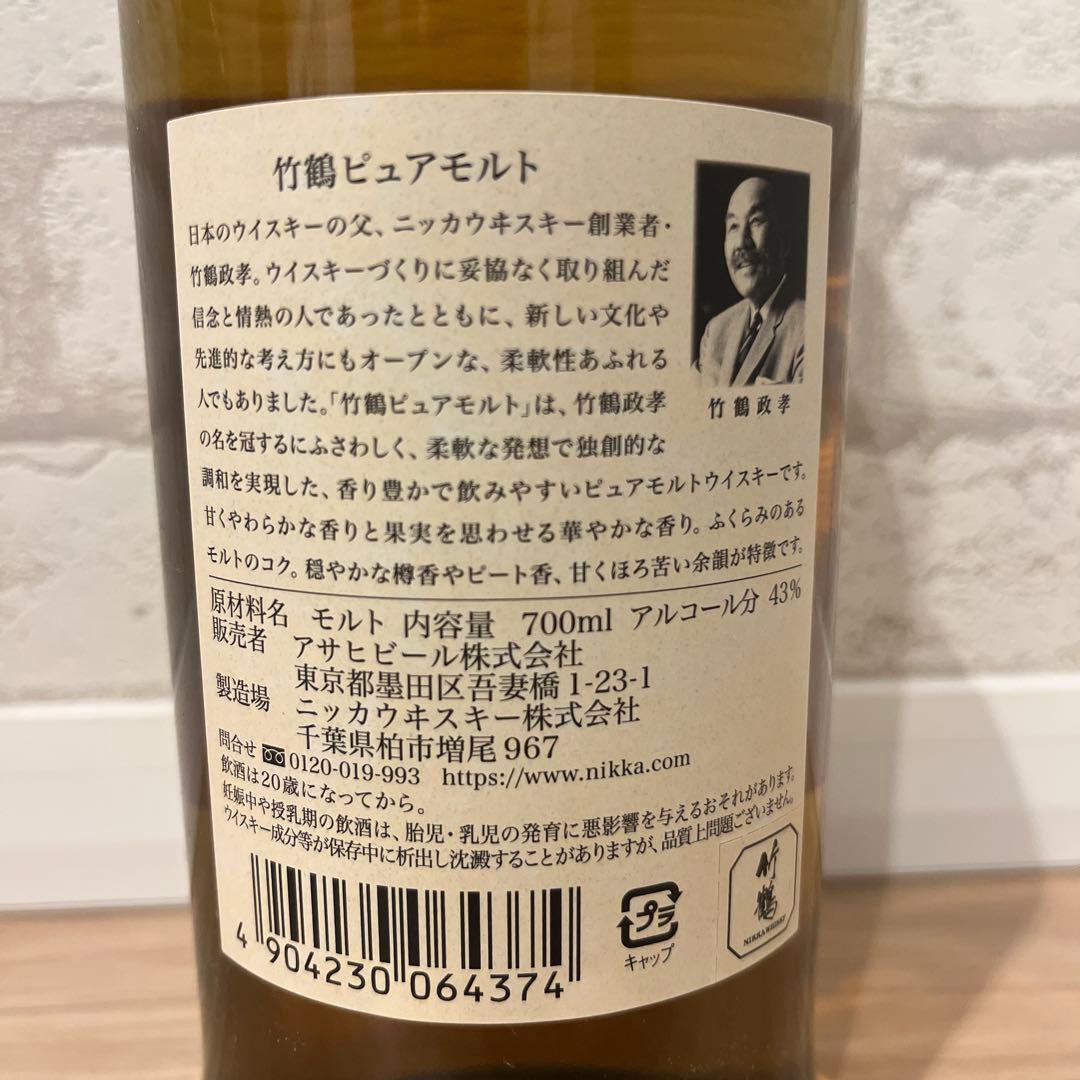 竹鶴ピュアモルト
日本のウイスキーの父、ニッカウヰスキー創業者・
竹鶴政孝。ウイスキーづくりに妥協なく取り組んだ
信念と情熱の人であったとともに、新しい文化や
先進的な考え方にもオープンな、柔軟性あふれる
人でもありました。「竹鶴ピュアモルト」は、竹鶴政孝
の名を冠するにふさわしく、柔軟な発想で独創的な
調和を実現した、香り豊かで飲みやすいピュアモルトウイスキーです。
甘くやわらかな香りと果実を思わせる華やかな香り。ふくらみのある
モルトのコク。穏やかな樽香やピート香、甘くほろ苦い余韻が特徴です。
竹鶴政孝
原材料名 モルト 内容量 700ml アルコール分 43%
販売者 アサヒビール株式会社
東京都墨田区吾妻橋1-23-1
製造場 ニッカウヰスキー株式会社
千葉県柏市増尾967
問合せ 0120-019-993 https://www.nikka.com
飲酒は20歳になってから。
妊娠中や授乳期の飲酒は、胎児・乳児の発育に悪影響を与えるおそれがあります。
ウイスキー成分等が保存中に析出し沈澱することがありますが、品質上問題ございません。
4 904230 064374
プラ
キャップ
竹鶴
NIKKA WHISKY